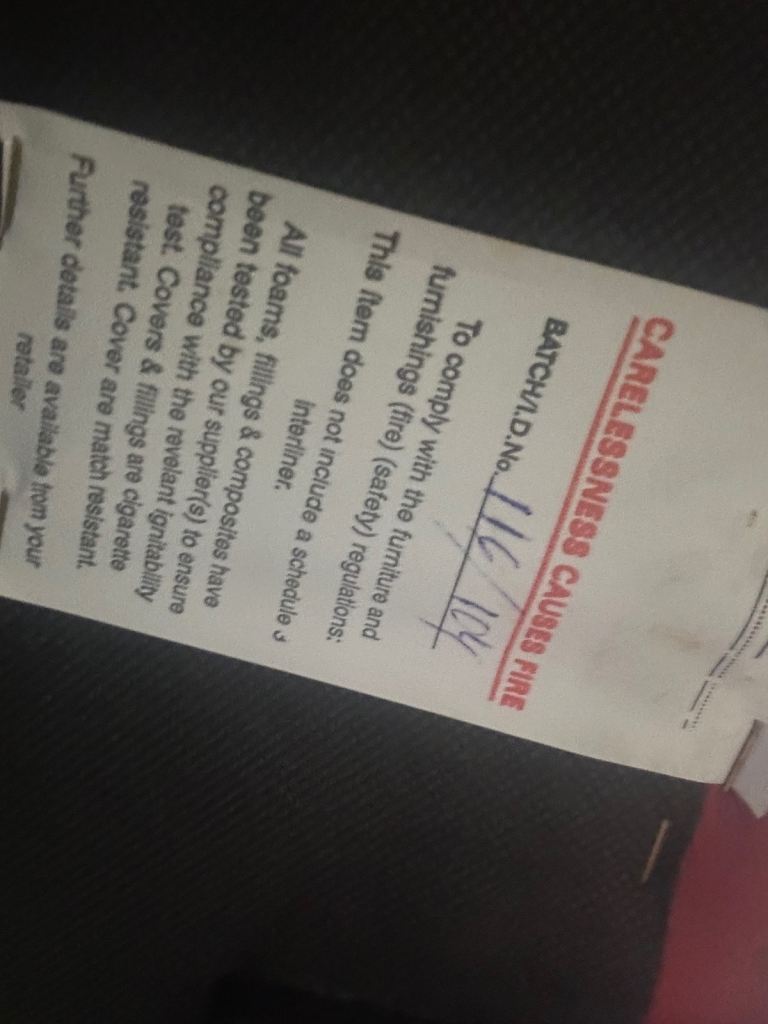 CARELESSNESS CAUSES FIRE
BATCH/I.D.No.
To comply with the furniture and
furnishings (fire) (safety) regulations:
This item does not include a schedule 3
interliner.
All foams, fillings & composites have
been tested by our supplier(s) to ensure
compliance with the revelant ignitability
test. Covers & fillings are cigarette
resistant. Cover are match resistant.
Further details are available from your
retailer